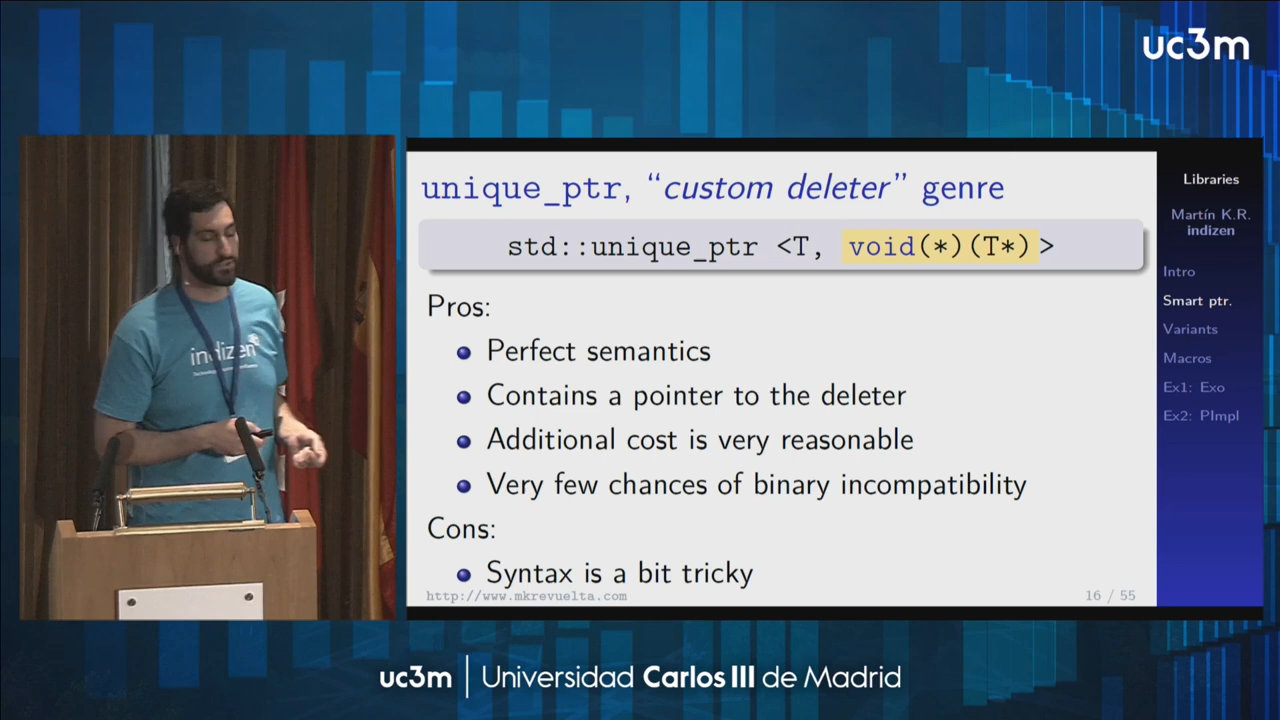 uc3m
unique_ptr, “custom deleter” genre
std::unique_ptr <T, void(*)(T*)>
Pros:
Perfect semantics
Contains a pointer to the deleter
Additional cost is very reasonable
Very few chances of binary incompatibility
Cons:
Syntax is a bit tricky
http://www.mkrevuelta.com
16 / 55
Libraries
Martín K.R.
indizen
Intro
Smart ptr.
Variants
Macros
Ex1: Exo
Ex2: PImpl
indizen
uc3m | Universidad Carlos III de Madrid